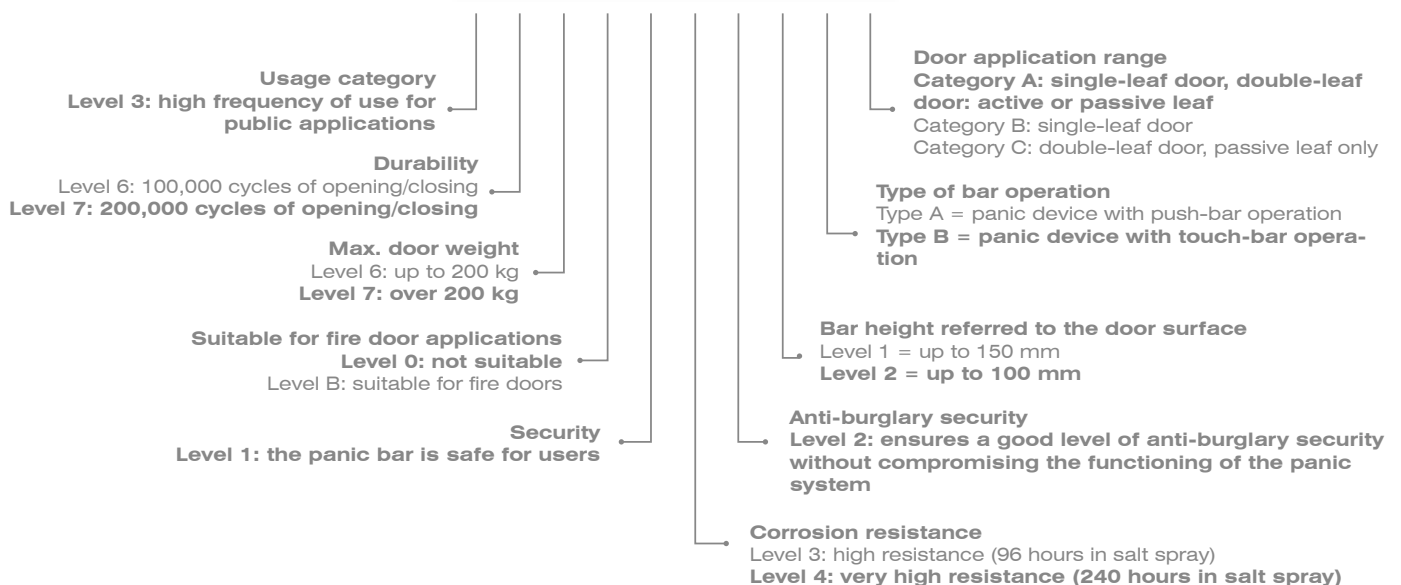 Usage category
Level 3: high frequency of use for
public applications
Durability
Level 6: 100,000 cycles of opening/closing
Level 7: 200,000 cycles of opening/closing
Max. door weight
Level 6: up to 200 kg
Level 7: over 200 kg
Suitable for fire door applications
Level 0: not suitable
Level B: suitable for fire doors
Security
Level 1: the panic bar is safe for users
Door application range
Category A: single-leaf door, double-leaf
door: active or passive leaf
Category B: single-leaf door
Category C: double-leaf door, passive leaf only
Type of bar operation
Type A = panic device with push-bar operation
Type B = panic device with touch-bar opera-
tion
Bar height referred to the door surface
Level 1 = up to 150 mm
Level 2 = up to 100 mm
Anti-burglary security
Level 2: ensures a good level of anti-burglary security
without compromising the functioning of the panic
system
Corrosion resistance
Level 3: high resistance (96 hours in salt spray)
Level 4: very high resistance (240 hours in salt spray)